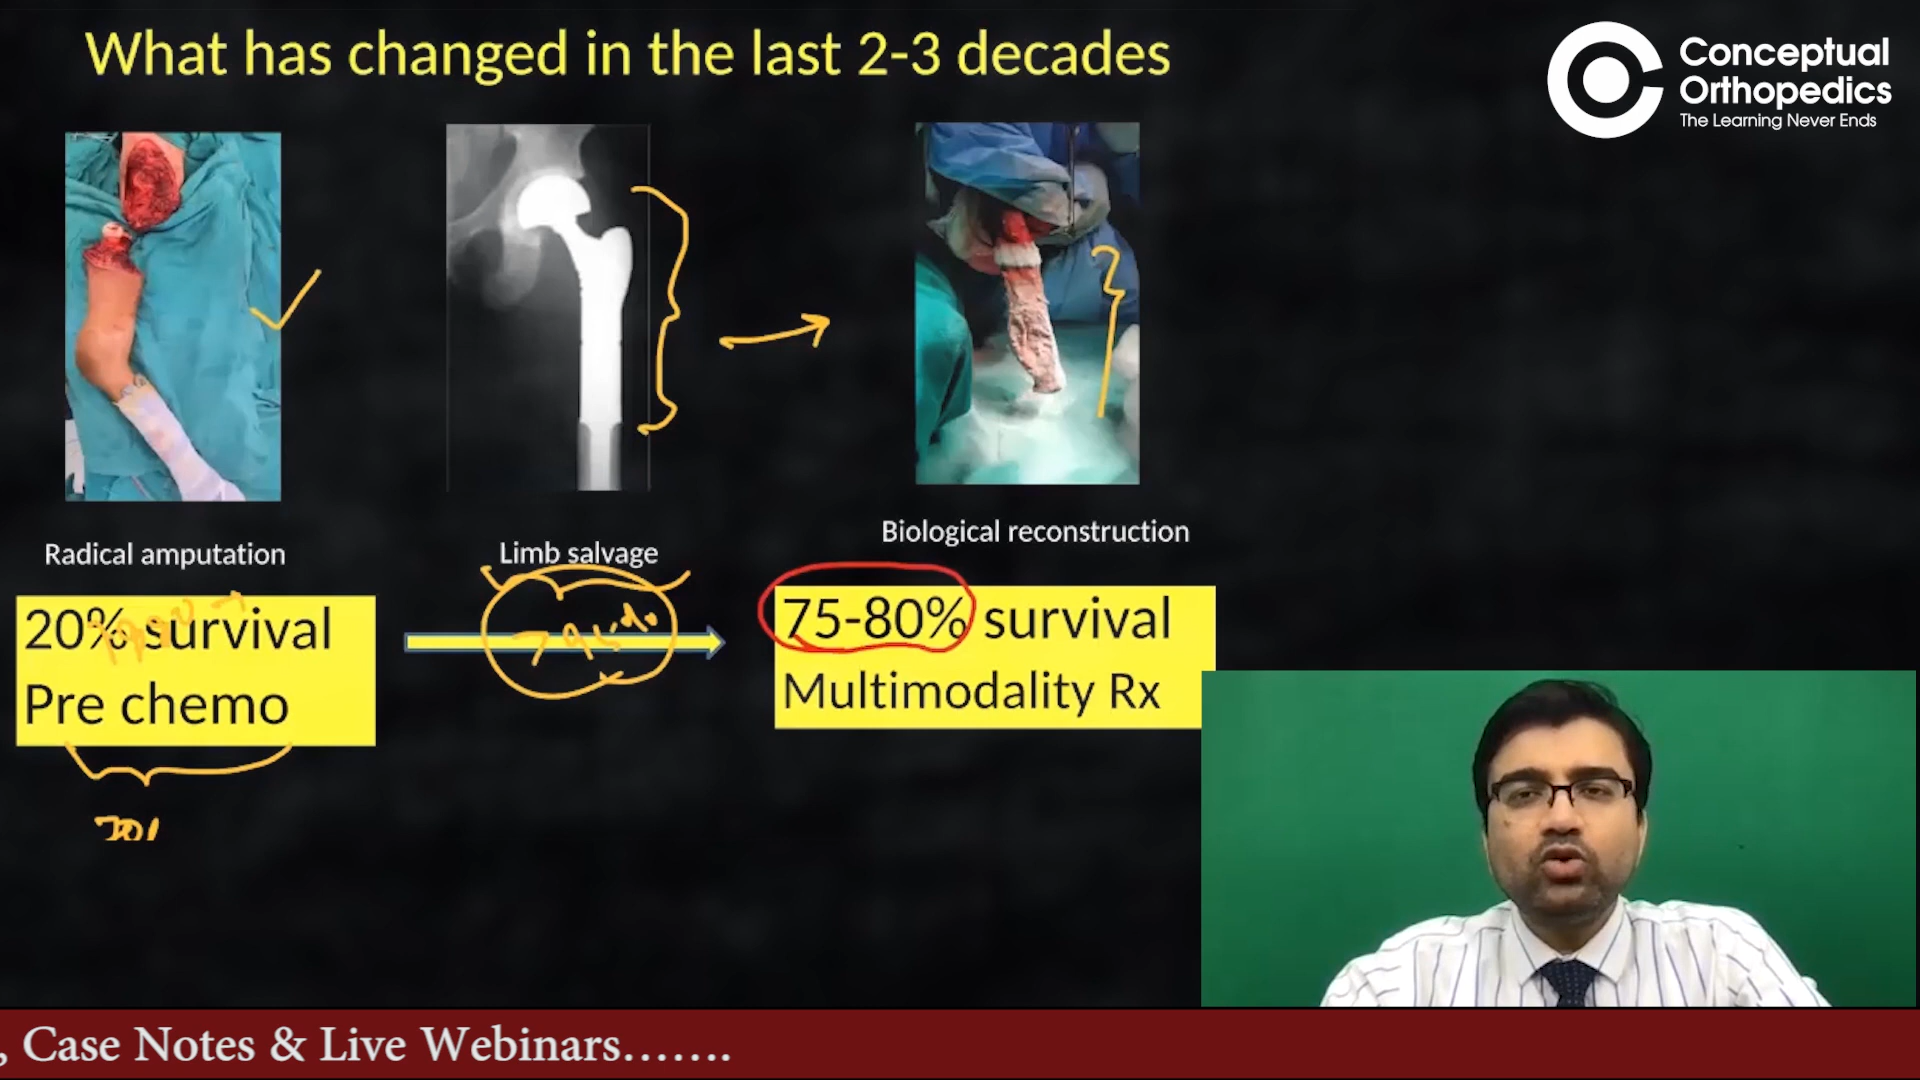 What has changed in the last 2-3 decades
Conceptual
Orthopedics
The Learning Never Ends
Radical amputation
Limb salvage
Biological reconstruction
20% survival
Pre chemo
75-80% survival
Multimodality Rx
, Case Notes & Live Webinars.......